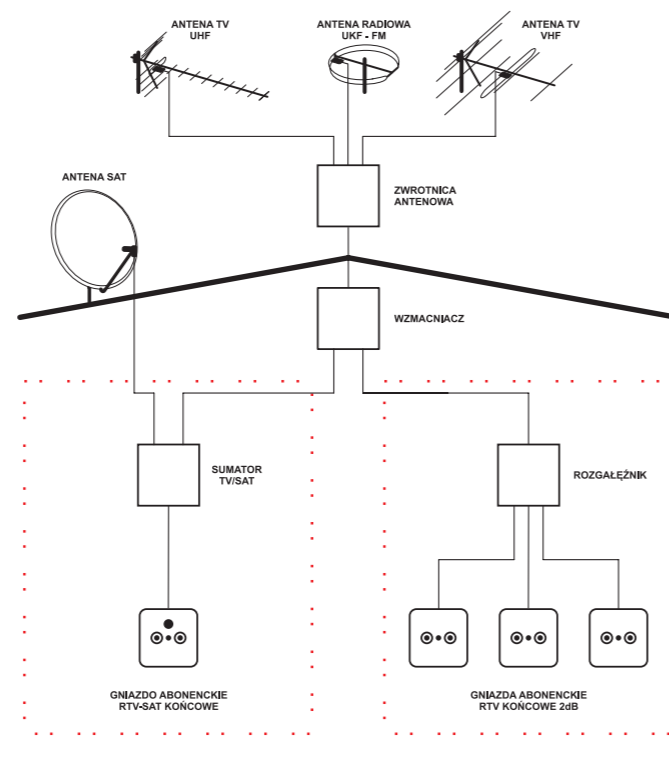 ANTENA TV
UHF
ANTENA RADIOWA
UKF - FM
ANTENA TV
VHF
ANTENA SAT
ZWROTNICA
ANTENOWA
WZMACNIACZ
SUMATOR
TV/SAT
ROZGAŁĘŹNIK
GNIAZDO ABONENCKIE
RTV-SAT KOŃCOWE
GNIAZDA ABONENCKIE
RTV KOŃCOWE 2dB